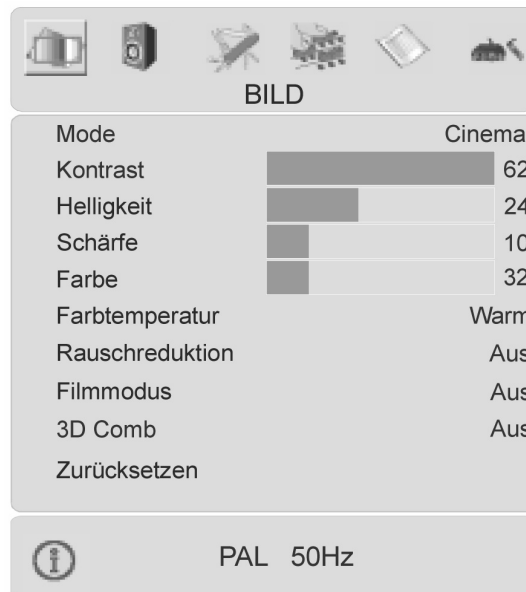 BILD
Mode Cinema
Kontrast 62
Helligkeit 24
Schärfe 10
Farbe 32
Farbtemperatur Warm
Rauschreduktion Aus
Filmmodus Aus
3D Comb Aus
Zurücksetzen
PAL 50Hz